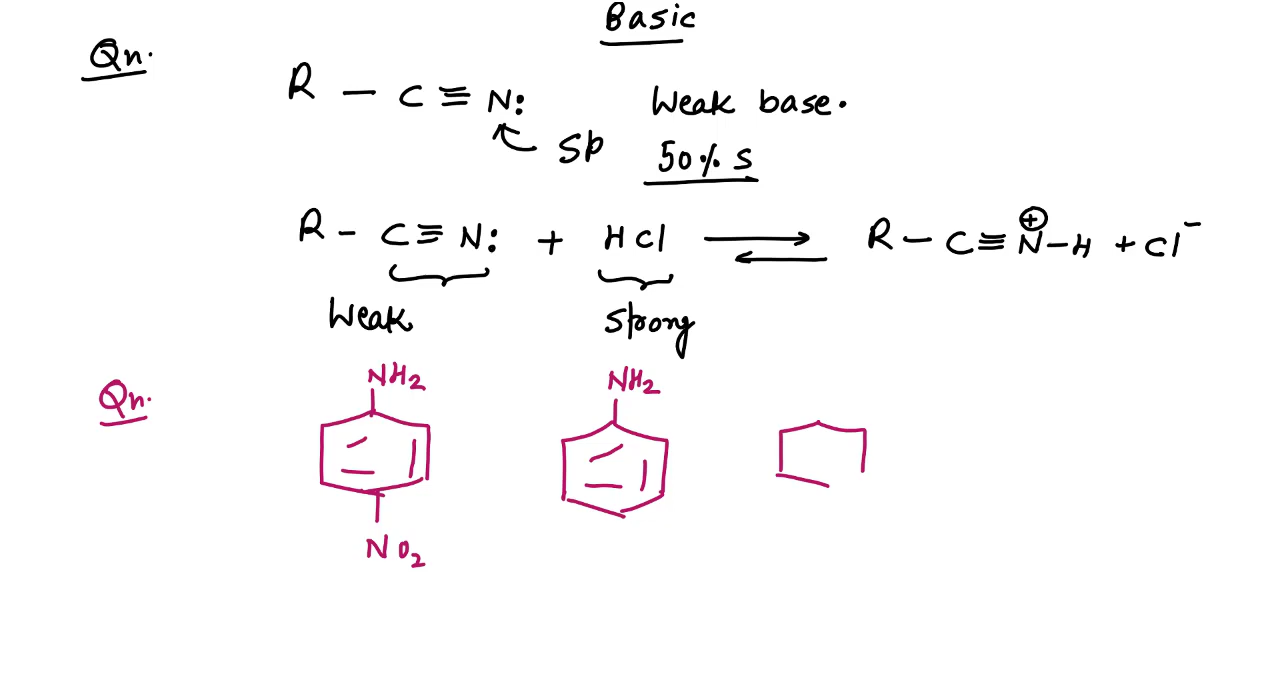 Basic
Qn.
R – C ≡ N: Weak base.
SP 50% S
R – C ≡ N: + HCl ⇌ R – C ≡ N⊕ – H + Cl⁻
Weak Strong
Qn. NH2 NH2
NO2